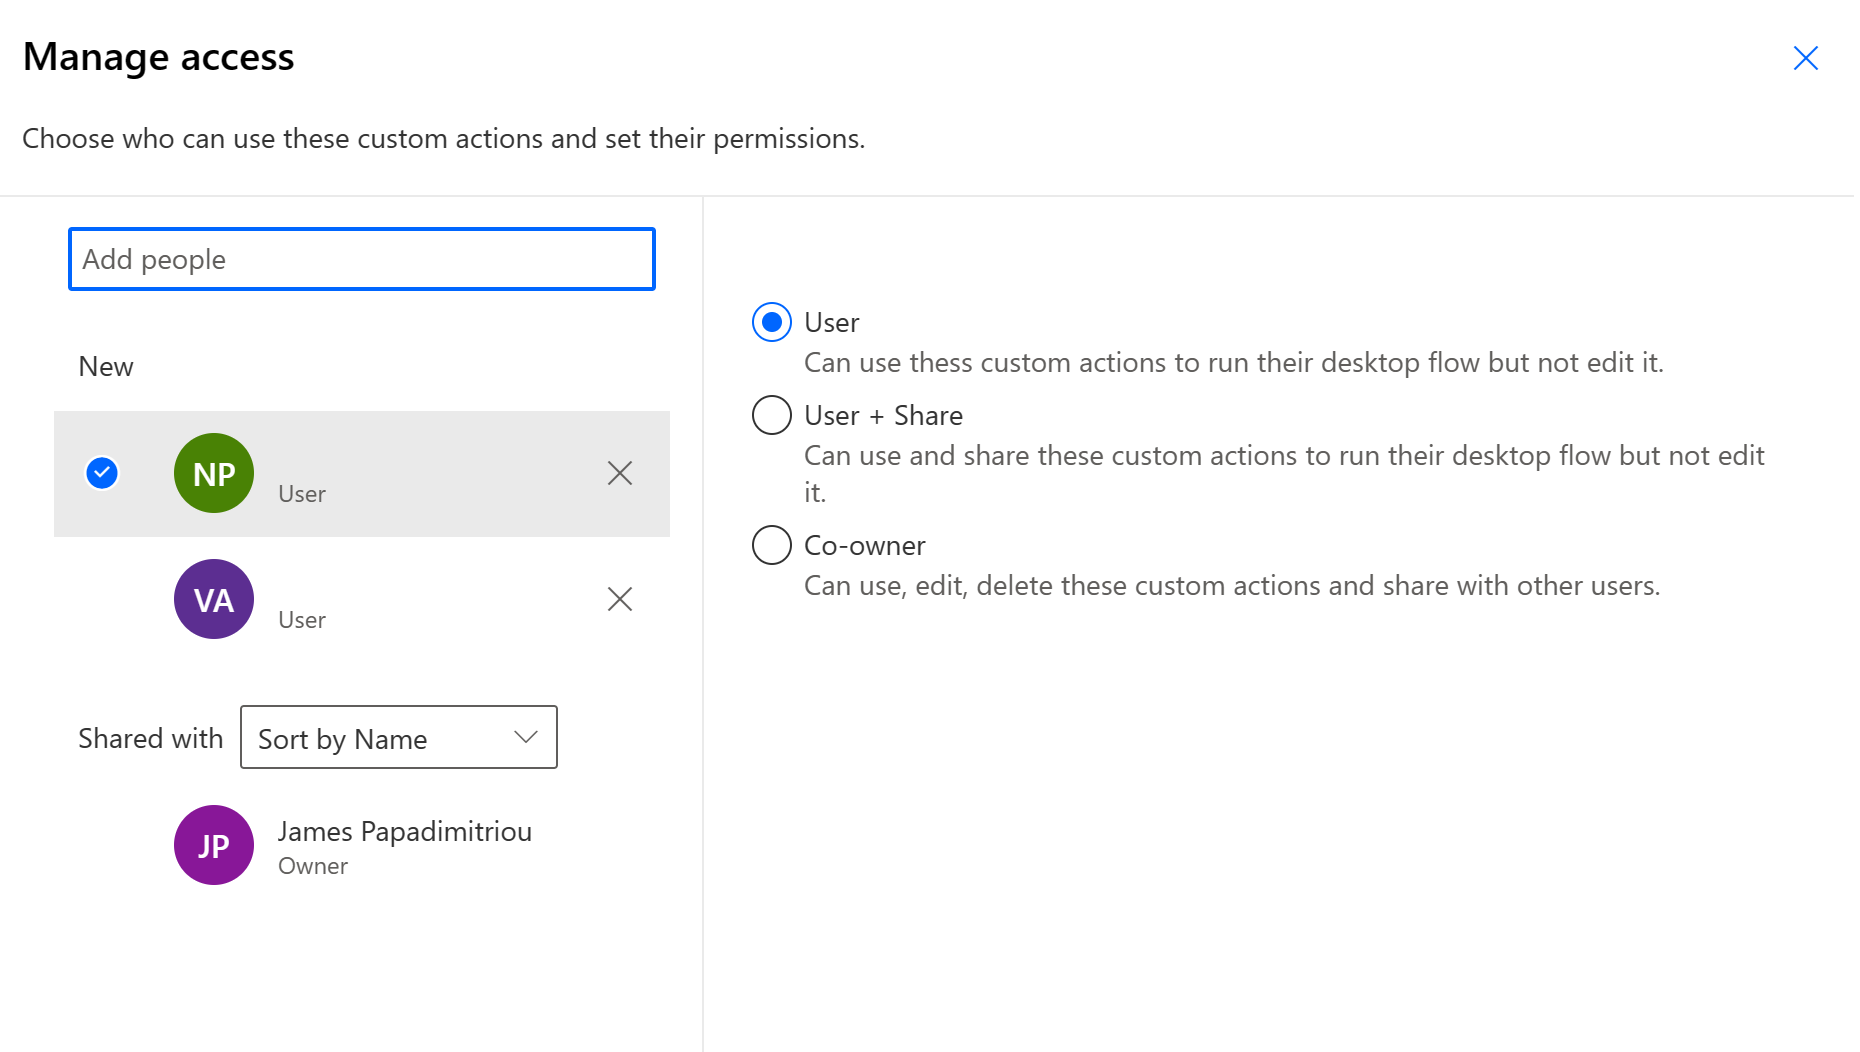 Manage access
Choose who can use these custom actions and set their permissions.
Add people
New
NP
User
VA
User
Shared with
Sort by Name
JP
James Papadimitriou
Owner
User
Can use thess custom actions to run their desktop flow but not edit it.
User + Share
Can use and share these custom actions to run their desktop flow but not edit
it.
Co-owner
Can use, edit, delete these custom actions and share with other users.